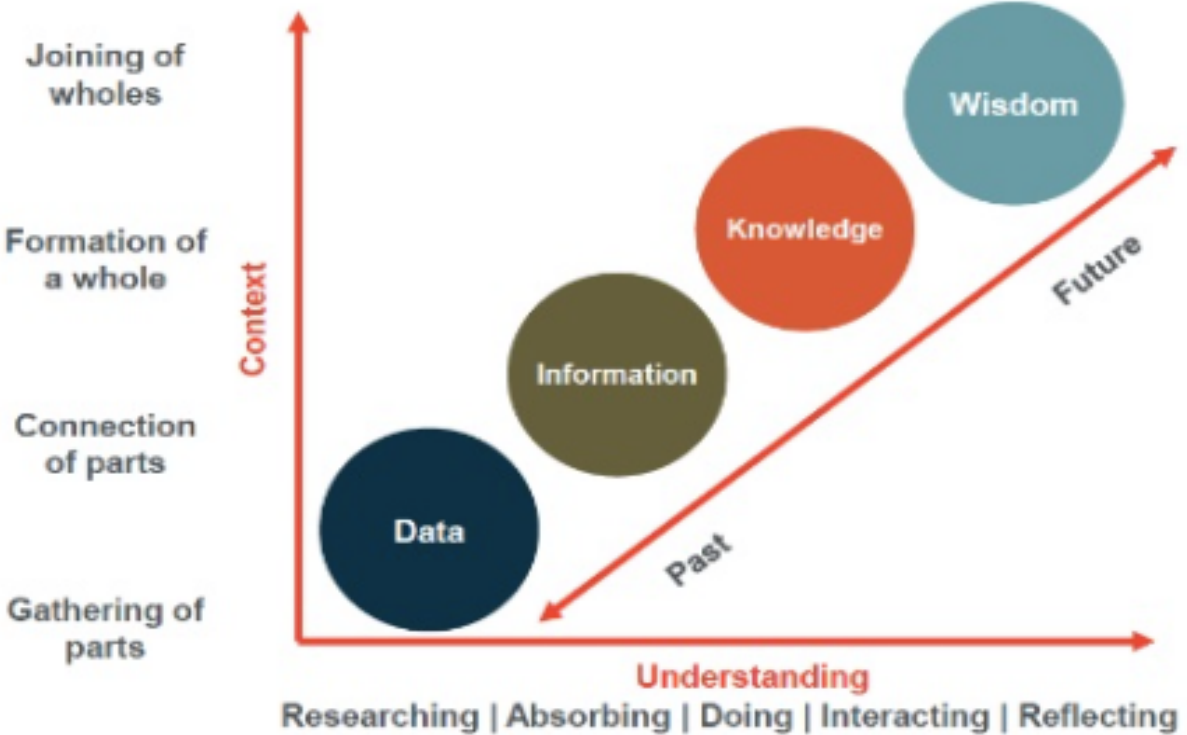 Joining of
wholes
Wisdom
Knowledge
Formation of
a whole
Future
Context
Information
Connection
of parts
Data
Past
Gathering of
parts
Understanding
Researching | Absorbing | Doing | Interacting | Reflecting